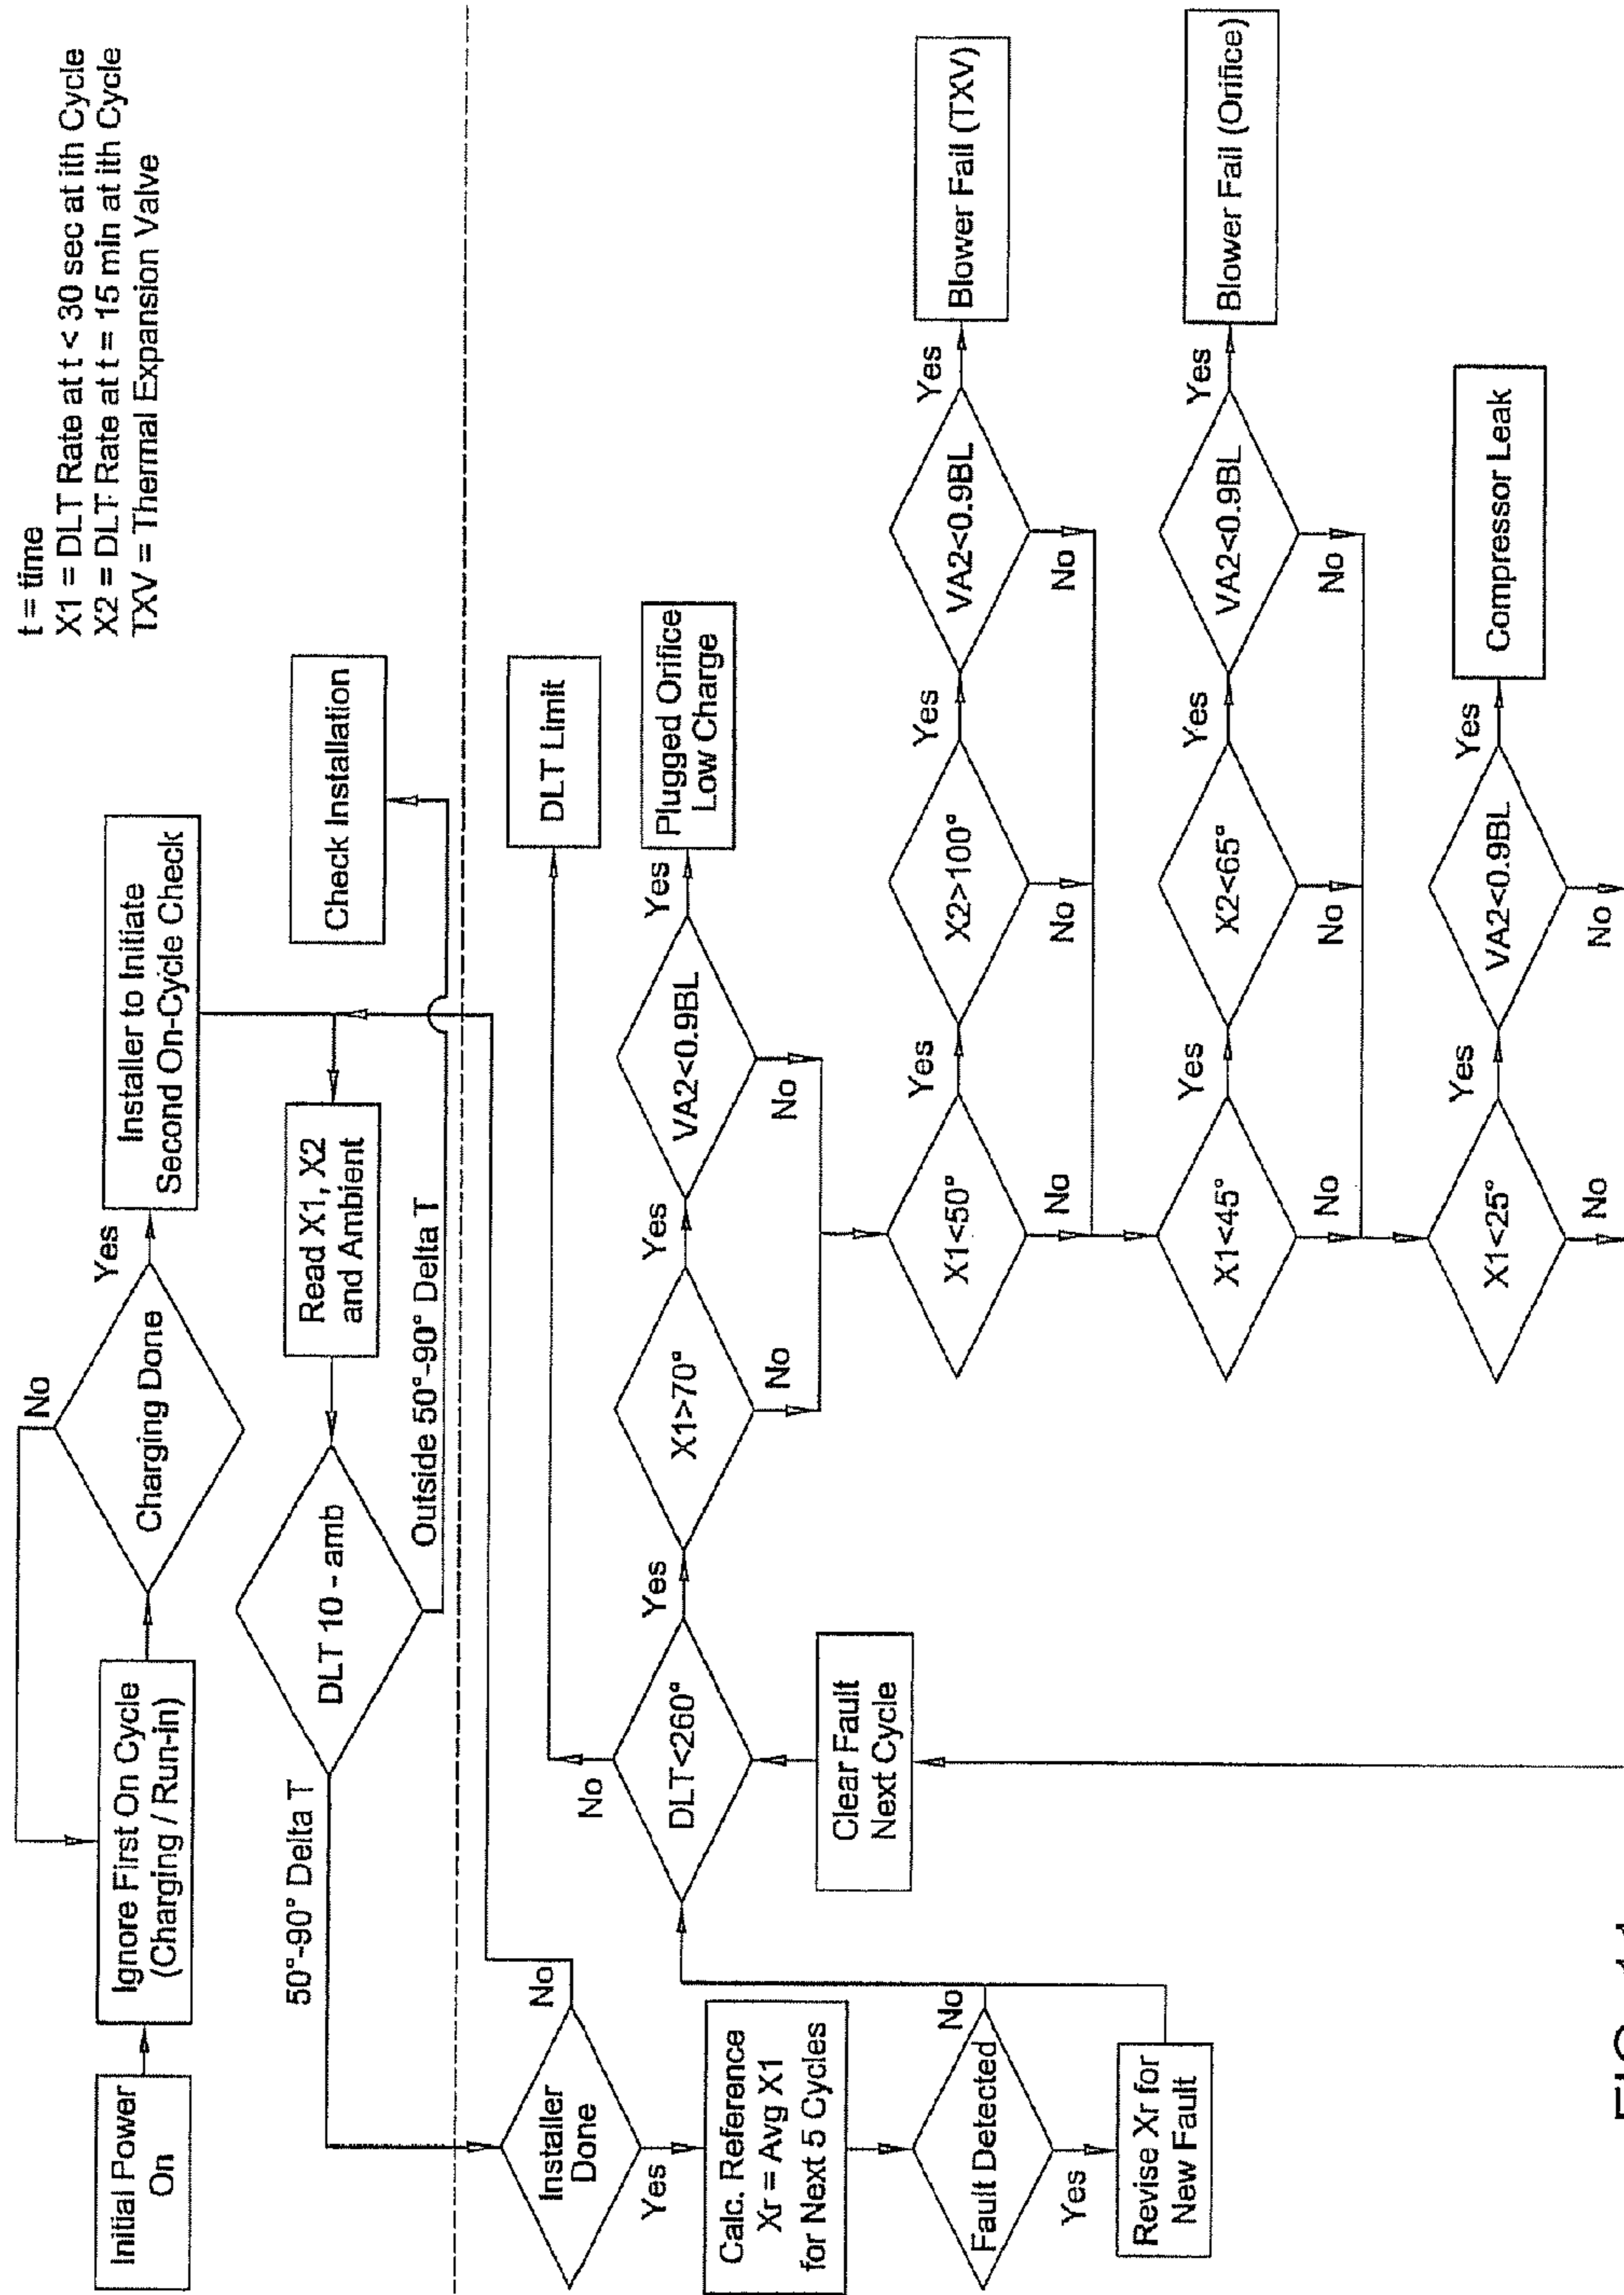 t = time
X1 = DLT Rate at t < 30 sec at ith Cycle
X2 = DLT Rate at t = 15 min at ith Cycle
TXV = Thermal Expansion Valve
Initial Power
On
Ignore First On Cycle
(Charging / Run-in)
No
Charging Done
Yes
Installer to Initiate
Second On-Cycle Check
Read X1, X2
and Ambient
DLT 10 - amb
50°-90° Delta T
Outside 50°-90° Delta T
Check Installation
Installer
Done
No
Yes
Calc. Reference
Xr = Avg X1
for Next 5 Cycles
Fault Detected
No
Yes
Revise Xr for
New Fault
Clear Fault
Next Cycle
DLT<260°
No
DLT Limit
Yes
X1>70°
Yes
No
VA2<0.9BL
Yes
No
Plugged Orifice
Low Charge
X1<50°
Yes
No
X2>100°
Yes
No
VA2<0.9BL
Yes
No
Blower Fail (TXV)
X1<45°
Yes
No
X2<65°
Yes
No
VA2<0.9BL
Yes
No
Blower Fail (Orifice)
X1<25°
Yes
No
VA2<0.9BL
Yes
No
Compressor Leak